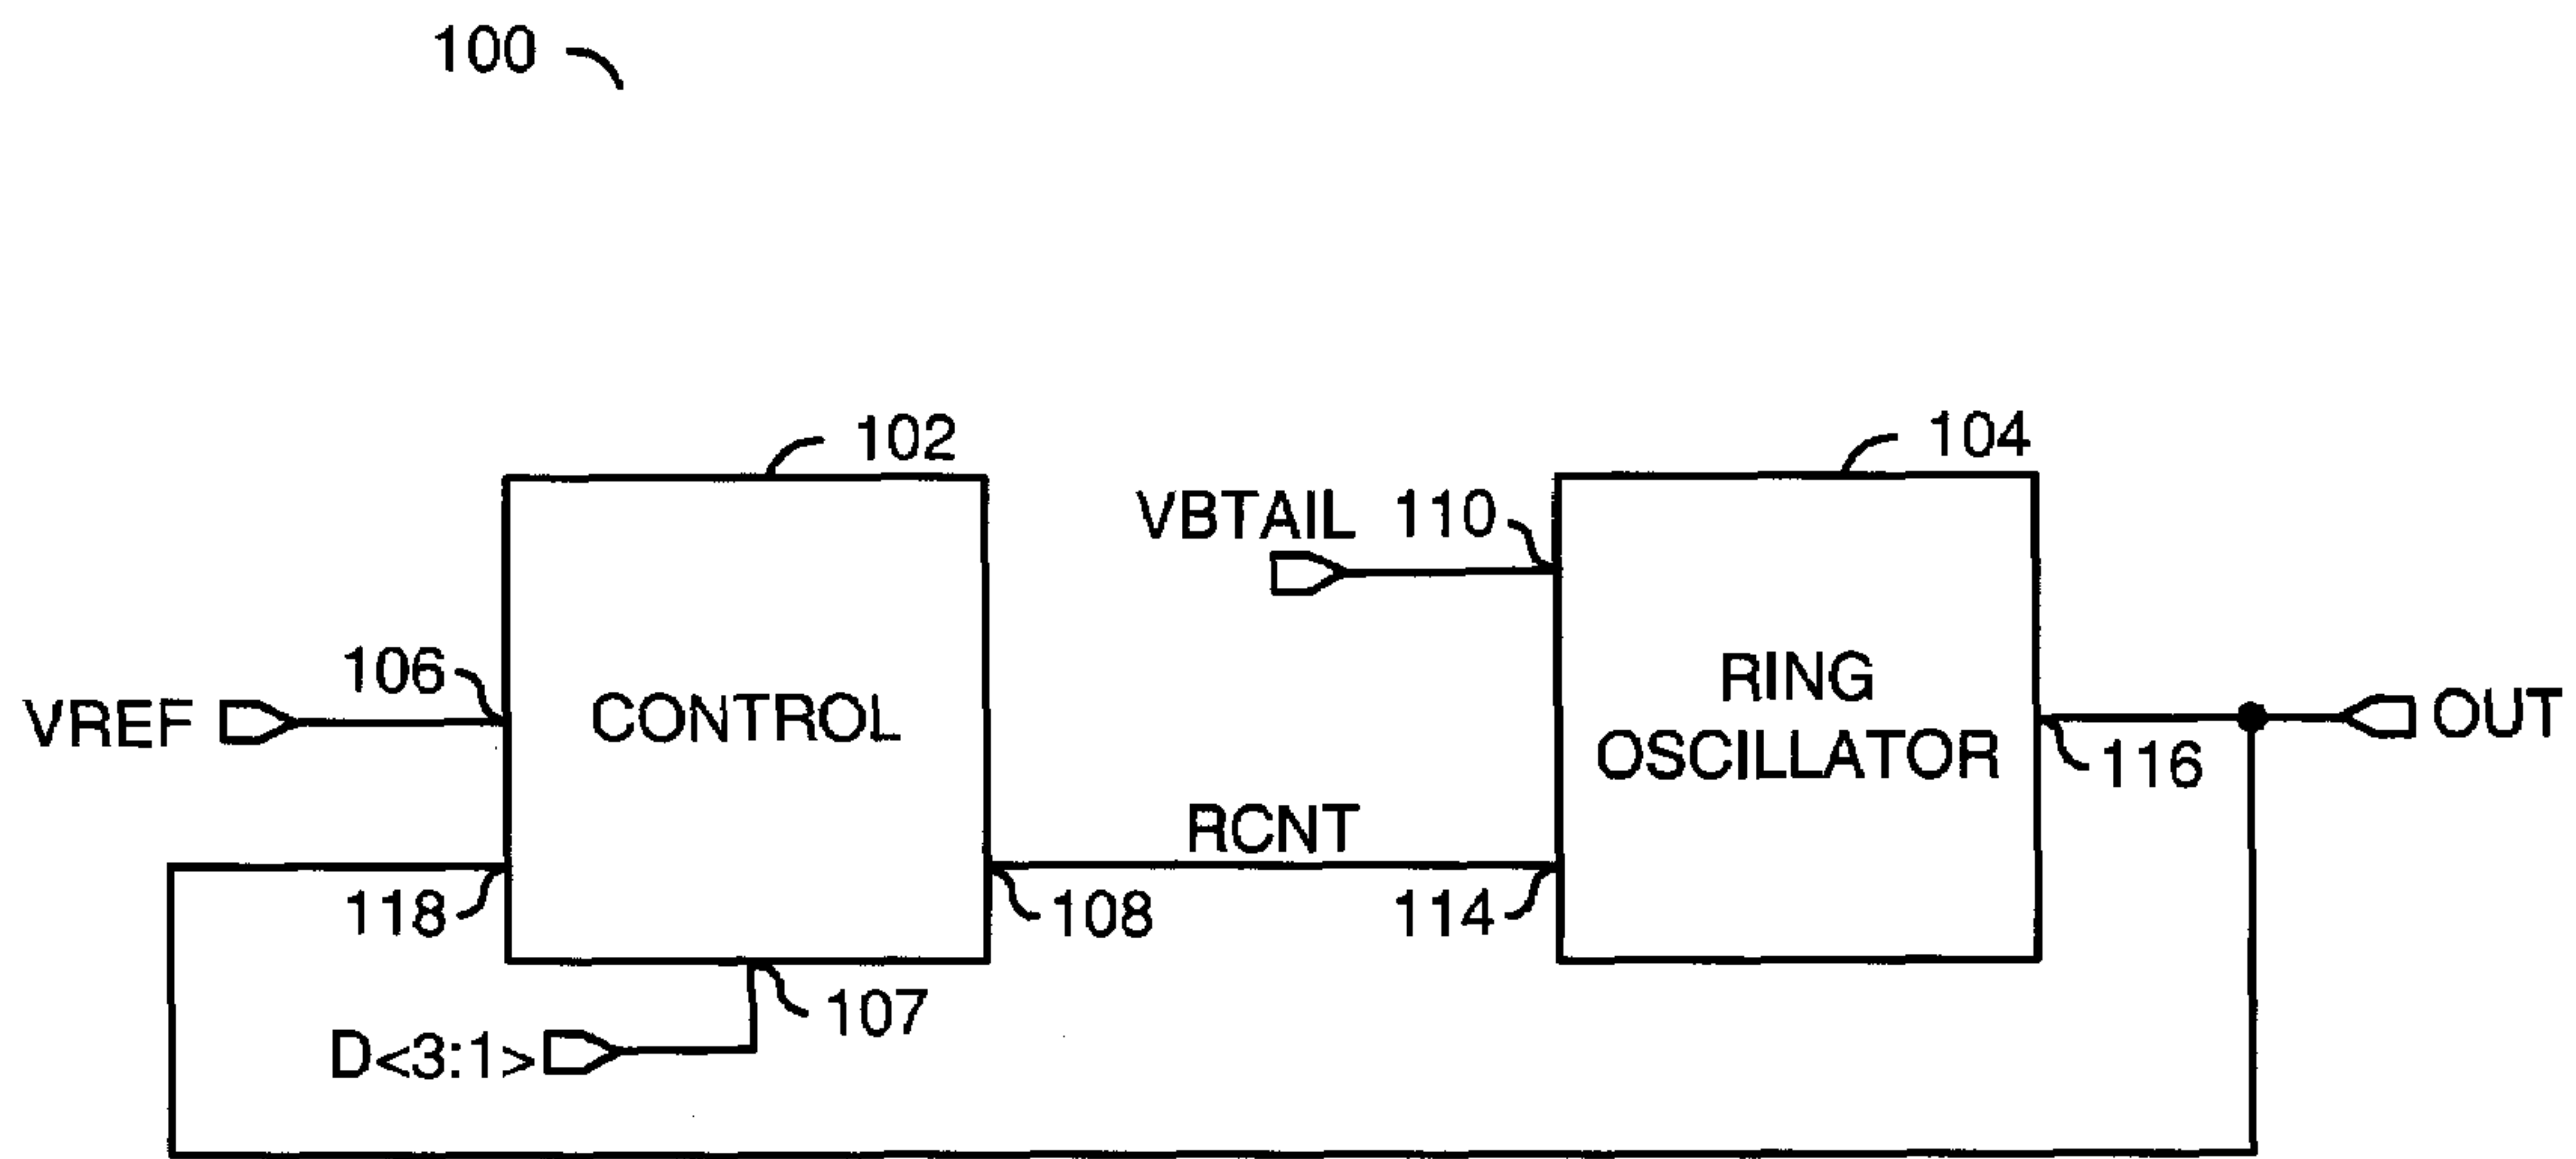 100
102
104
VBTAIL 110
106
VREF
CONTROL
RING
OSCILLATOR
OUT
116
RCNT
118
108
114
107
D<3:1>